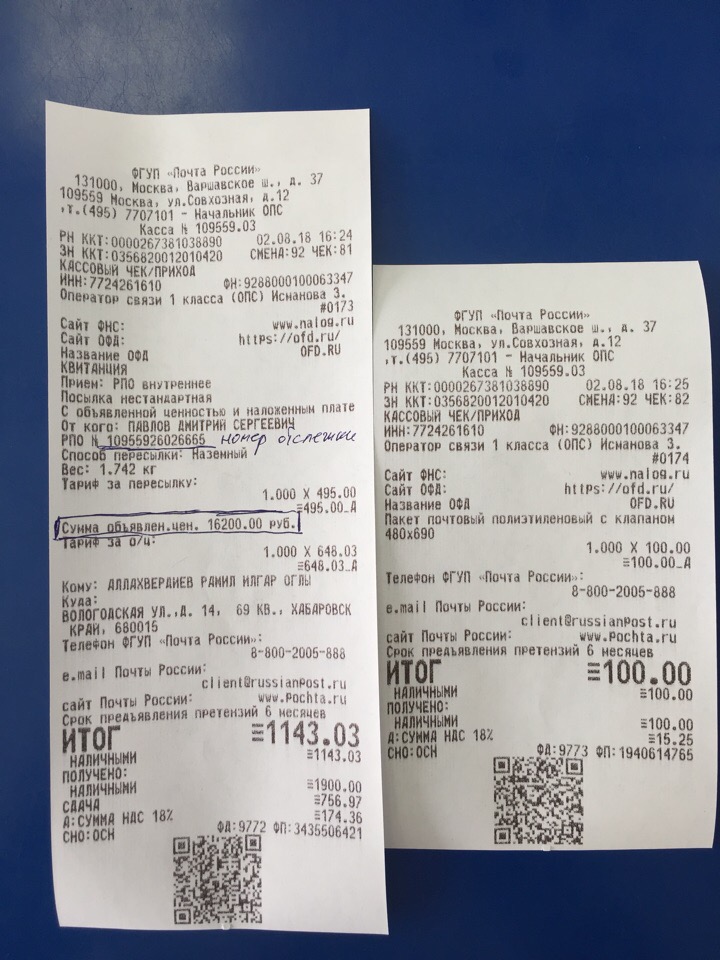 ФГУП «Почта России»
131000, Москва, Варшавское ш., д. 37
109559 Москва, ул.Совхозная, д.12
,т.(495) 7707101 - Начальник ОПС
Касса № 109559.03
РН ККТ:0000267381038890 02.08.18 16:24
ЗН ККТ:0356820012010420 СМЕНА:92 ЧЕК:81
КАССОВЫЙ ЧЕК/ПРИХОД
ИНН:7724261610 ФН:9288000100063347
Оператор связи 1 класса (ОПС) Исманова З.
#0173
Сайт ФНС: www.nalog.ru
Сайт ОФД: https://ofd.ru/
Название ОФД OFD.RU
КВИТАНЦИЯ
Прием: РПО внутреннее
Посылка нестандартная
С объявленной ценностью и наложенным плате
От кого: ПАВЛОВ ДМИТРИЙ СЕРГЕЕВИЧ
РПО № 10955926026665 номер отслежки
Способ пересылки: Наземный
Вес: 1.742 кг
Тариф за пересылку:
1.000 X 495.00
≡495.00_А
Сумма объявлен.цен. 16200.00 руб.
Тариф за о/ц:
1.000 X 648.03
≡648.03_А
Кому: АЛЛАХВЕРДИЕВ РАМИЛ ИЛГАР ОГЛЫ
Куда:
ВОЛОГОДСКАЯ УЛ.,Д. 14, 69 КВ., ХАБАРОВСК
КРАЙ, 680015
Телефон ФГУП «Почта России»:
8-800-2005-888
e.mail Почты России:
client@russianpost.ru
сайт Почты России: www.pochta.ru
Срок предъявления претензий 6 месяцев
ИТОГ ≡1143.03
НАЛИЧНЫМИ ≡1143.03
ПОЛУЧЕНО:
НАЛИЧНЫМИ ≡1900.00
СДАЧА ≡756.97
А:СУММА НДС 18% ≡174.36
СНО:ОСН ФД:9772 ФП:3435506421
ФГУП «Почта России»
131000, Москва, Варшавское ш., д. 37
109559 Москва, ул.Совхозная, д.12
,т.(495) 7707101 - Начальник ОПС
Касса № 109559.03
РН ККТ:0000267381038890 02.08.18 16:25
ЗН ККТ:0356820012010420 СМЕНА:92 ЧЕК:82
КАССОВЫЙ ЧЕК/ПРИХОД
ИНН:7724261610 ФН:9288000100063347
Оператор связи 1 класса (ОПС) Исманова З.
#0174
Сайт ФНС: www.nalog.ru
Сайт ОФД: https://ofd.ru/
Название ОФД OFD.RU
Пакет почтовый полиэтиленовый с клапаном
480x690
1.000 X 100.00
≡100.00_А
Телефон ФГУП «Почта России»:
8-800-2005-888
e.mail Почты России:
client@russianpost.ru
сайт Почты России: www.pochta.ru
Срок предъявления претензий 6 месяцев
ИТОГ ≡100.00
НАЛИЧНЫМИ ≡100.00
ПОЛУЧЕНО:
НАЛИЧНЫМИ ≡100.00
А:СУММА НДС 18% ≡15.25
СНО:ОСН ФД:9773 ФП:1940614765